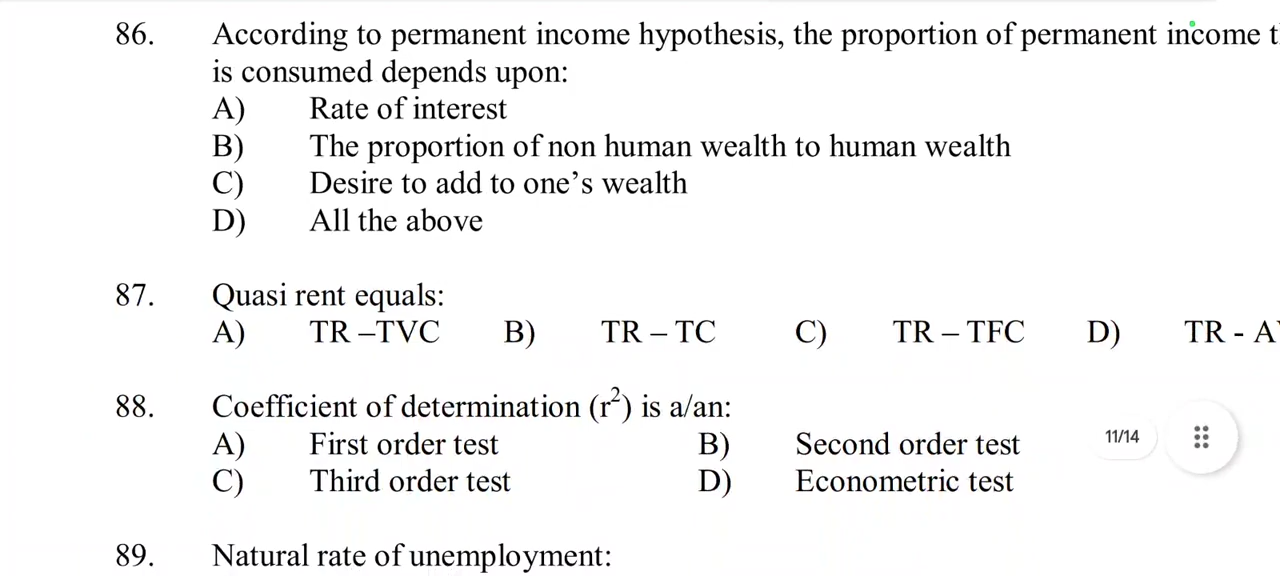 86. According to permanent income hypothesis, the proportion of permanent income
is consumed depends upon:
A) Rate of interest
B) The proportion of non human wealth to human wealth
C) Desire to add to one’s wealth
D) All the above
87. Quasi rent equals:
A) TR –TVC B) TR – TC C) TR – TFC D) TR -
88. Coefficient of determination (r²) is a/an:
A) First order test B) Second order test
11/14
C) Third order test D) Econometric test
89. Natural rate of unemployment: